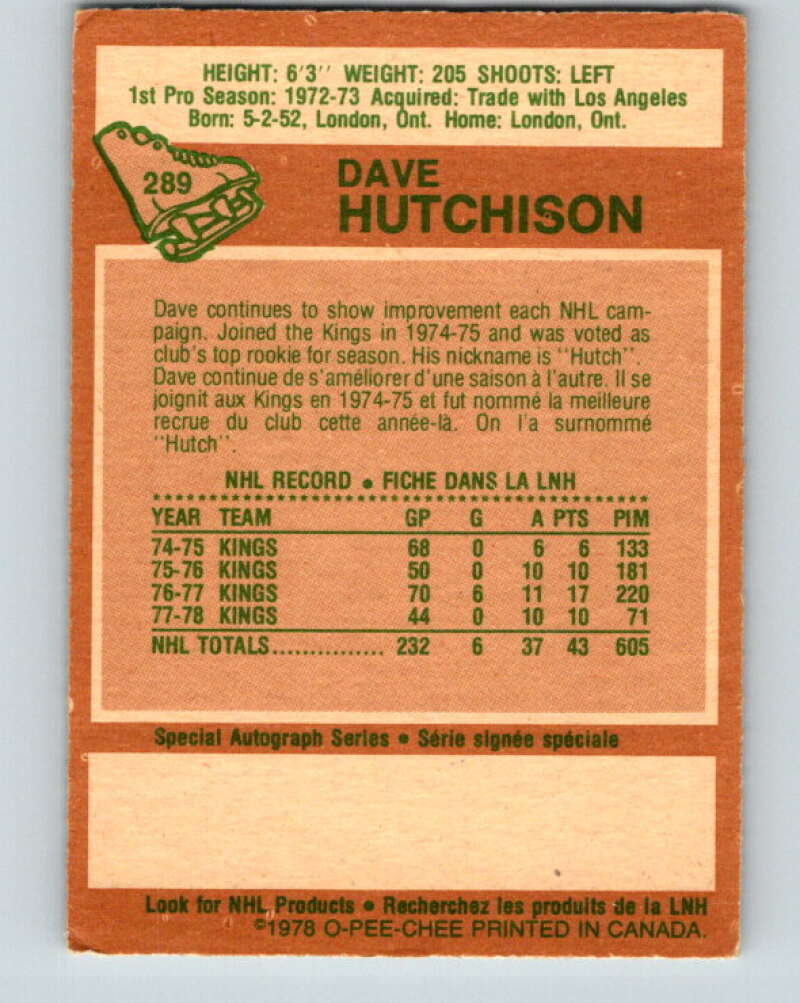 HEIGHT: 6'3'' WEIGHT: 205 SHOOTS: LEFT
1st Pro Season: 1972-73 Acquired: Trade with Los Angeles
Born: 5-2-52, London, Ont. Home: London, Ont.
289
DAVE
HUTCHISON
Dave continues to show improvement each NHL cam-
paign. Joined the Kings in 1974-75 and was voted as
club's top rookie for season. His nickname is "Hutch".
Dave continue de s'améliorer d'une saison à l'autre. Il se
joignit aux Kings en 1974-75 et fut nommé la meilleure
recrue du club cette année-là. On l'a surnommé
"Hutch".
NHL RECORD • FICHE DANS LA LNH
YEAR TEAM GP G A PTS PIM
74-75 KINGS 68 0 6 6 133
75-76 KINGS 50 0 10 10 181
76-77 KINGS 70 6 11 17 220
77-78 KINGS 44 0 10 10 71
NHL TOTALS............... 232 6 37 43 605
Special Autograph Series • Série signée spéciale
Look for NHL Products • Recherchez les produits de la LNH
©1978 O-PEE-CHEE PRINTED IN CANADA.